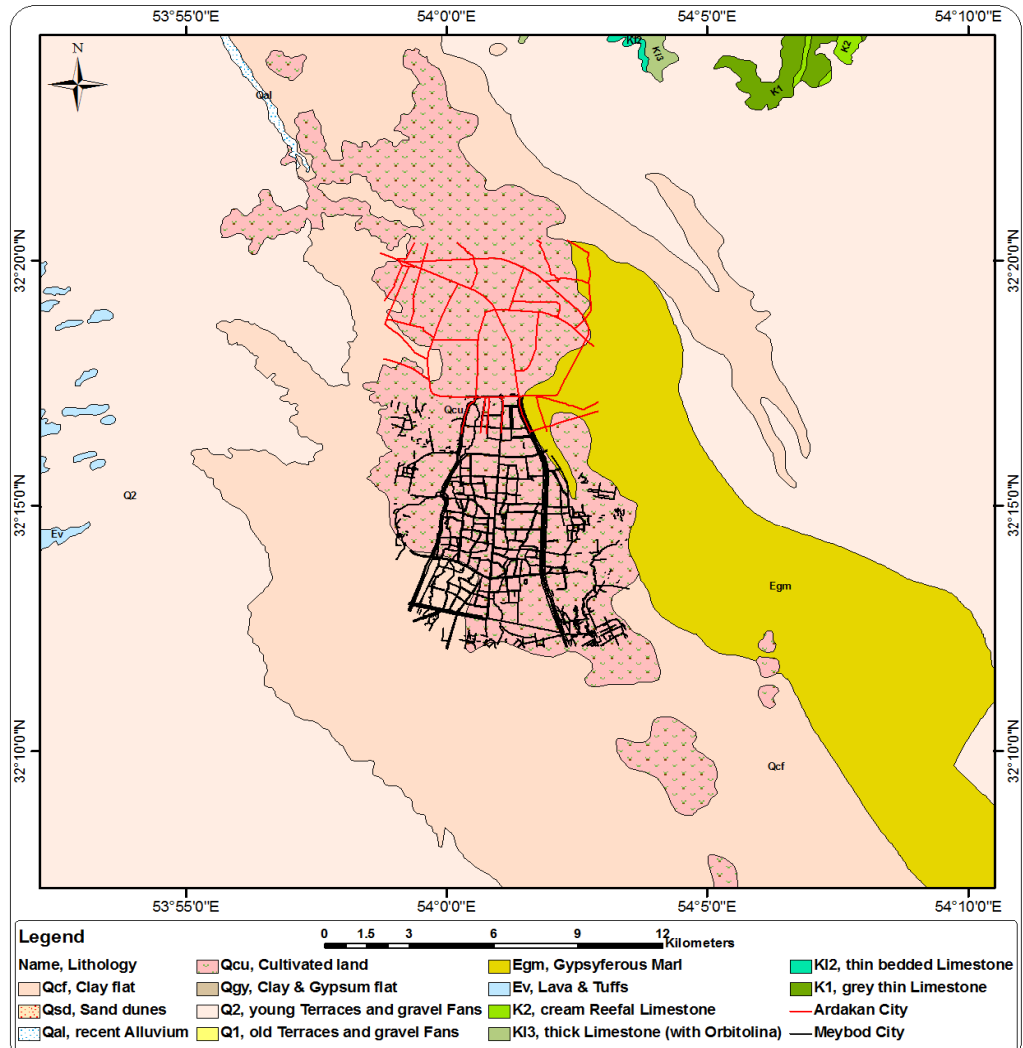 53°55'0"E 54°0'0"E 54°5'0"E 54°10'0"E
N
Kl2
Kl3
K2
K1
Qal
32°20'0"N 32°20'0"N
Qcu
Q2
32°15'0"N 32°15'0"N
Ev
Egm
32°10'0"N 32°10'0"N
Qcf
53°55'0"E 54°0'0"E 54°5'0"E 54°10'0"E
Legend
0 1.5 3 6 9 12 Kilometers
Name, Lithology Qcu, Cultivated land Egm, Gypsyferous Marl Kl2, thin bedded Limestone
Qcf, Clay flat Qgy, Clay & Gypsum flat Ev, Lava & Tuffs K1, grey thin Limestone
Qsd, Sand dunes Q2, young Terraces and gravel Fans K2, cream Reefal Limestone Ardakan City
Qal, recent Alluvium Q1, old Terraces and gravel Fans Kl3, thick Limestone (with Orbitolina) Meybod City